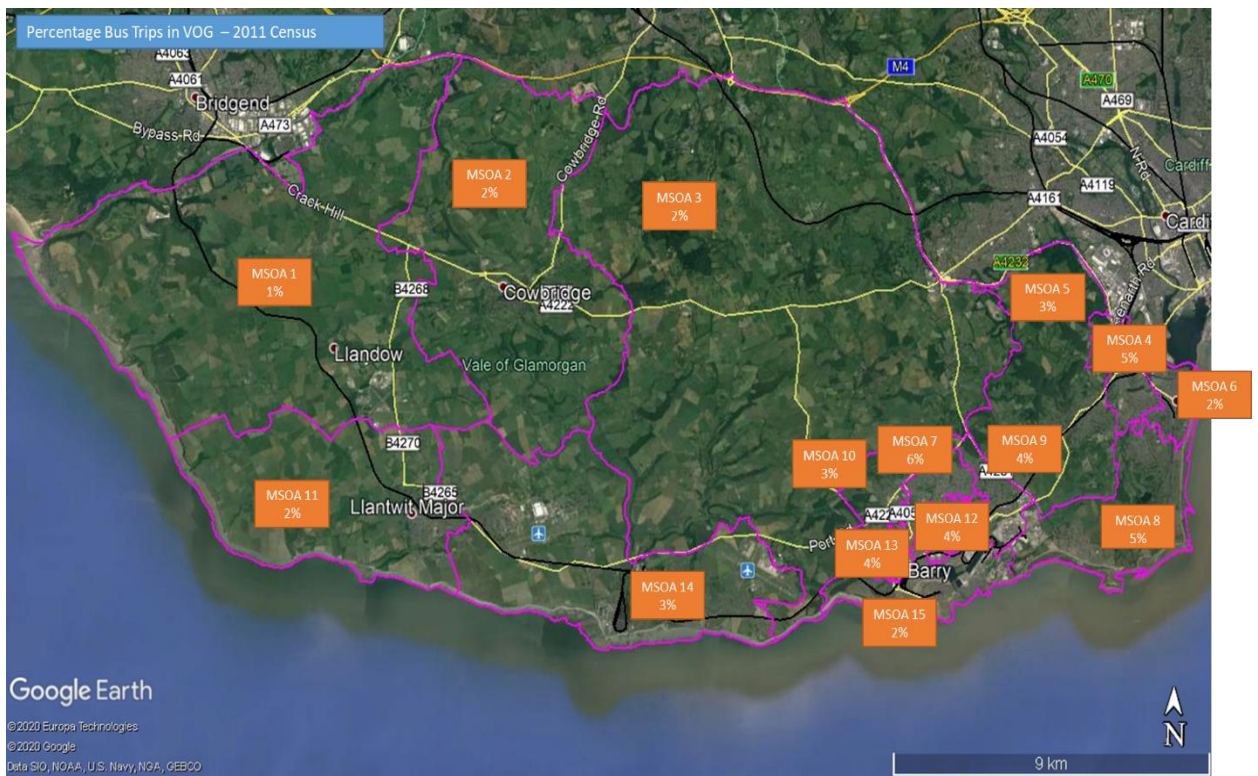 Percentage Bus Trips in VOG – 2011 Census
A4063
A4061
Bridgend
A473
Bypass Rd
Crack Hill
Cowbridge Rd
M4
A470
A469
A4054
N Rd
A4119
A4161
Cardiff
MSOA 2
2%
MSOA 3
2%
MSOA 1
1%
B4268
Cowbridge
A4222
A4232
MSOA 5
3%
MSOA 4
5%
MSOA 6
2%
Llandow
Vale of Glamorgan
B4270
MSOA 7
6%
MSOA 9
4%
MSOA 10
3%
MSOA 11
2%
B4265
Llantwit Major
MSOA 12
4%
MSOA 8
5%
MSOA 13
4%
Barry
MSOA 14
3%
MSOA 15
2%
Google Earth
©2020 Europa Technologies
©2020 Google
Data SIO, NOAA, U.S. Navy, NGA, GEBCO
N
9 km